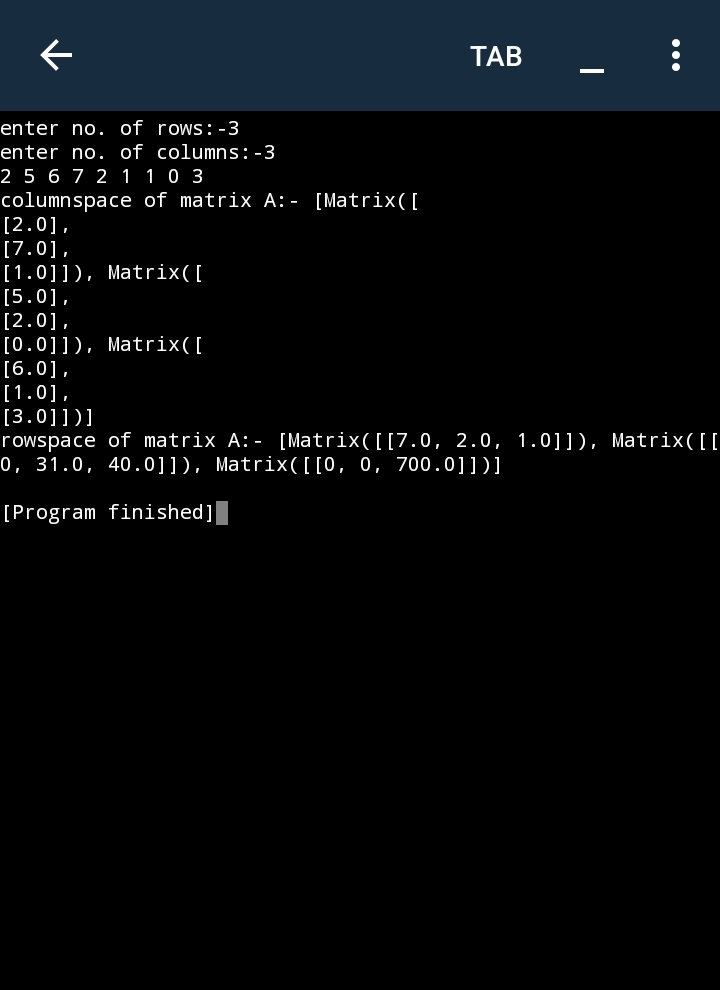 TAB _
enter no. of rows:-3
enter no. of columns:-3
2 5 6 7 2 1 1 0 3
columnspace of matrix A:- [Matrix([
[2.0],
[7.0],
[1.0]]), Matrix([
[5.0],
[2.0],
[0.0]]), Matrix([
[6.0],
[1.0],
[3.0]])]
rowspace of matrix A:- [Matrix([[7.0, 2.0, 1.0]]), Matrix([[
0, 31.0, 40.0]]), Matrix([[0, 0, 700.0]])]
[Program finished]